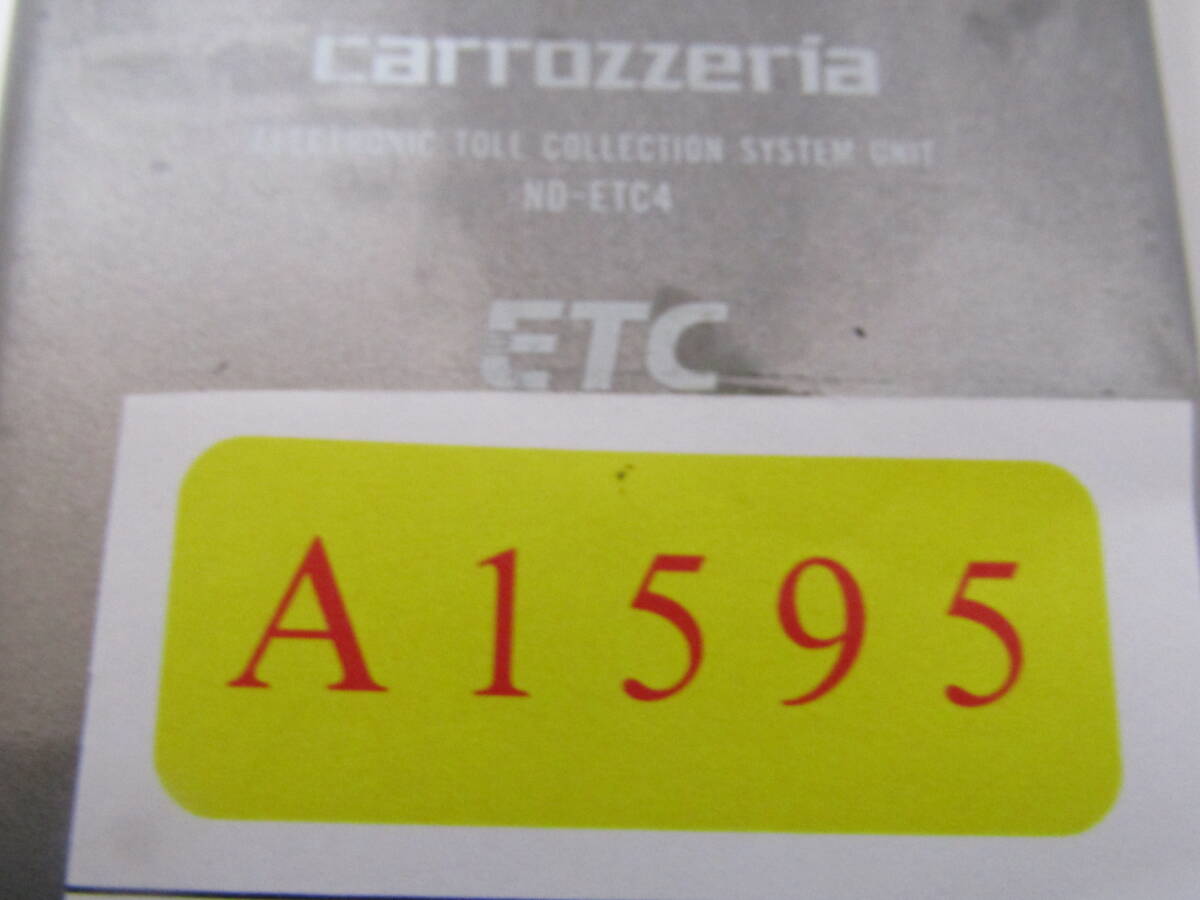 carrozzeria
ELECTRONIC TOLL COLLECTION SYSTEM UNIT
ND-ETC4
ETC
A1595